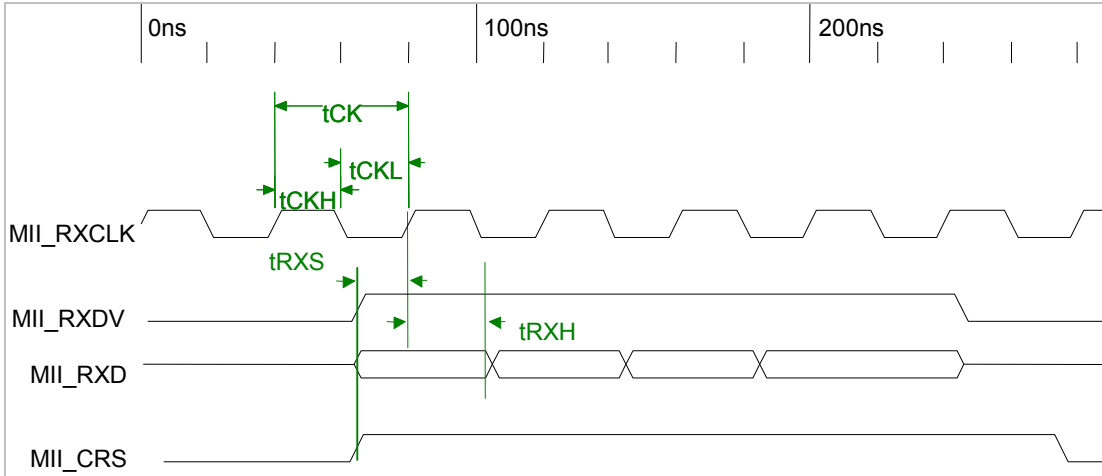 0ns 100ns 200ns
tCK
tCKL
tCKH
MII_RXCLK
tRXS
MII_RXDV
tRXH
MII_RXD
MII_CRS